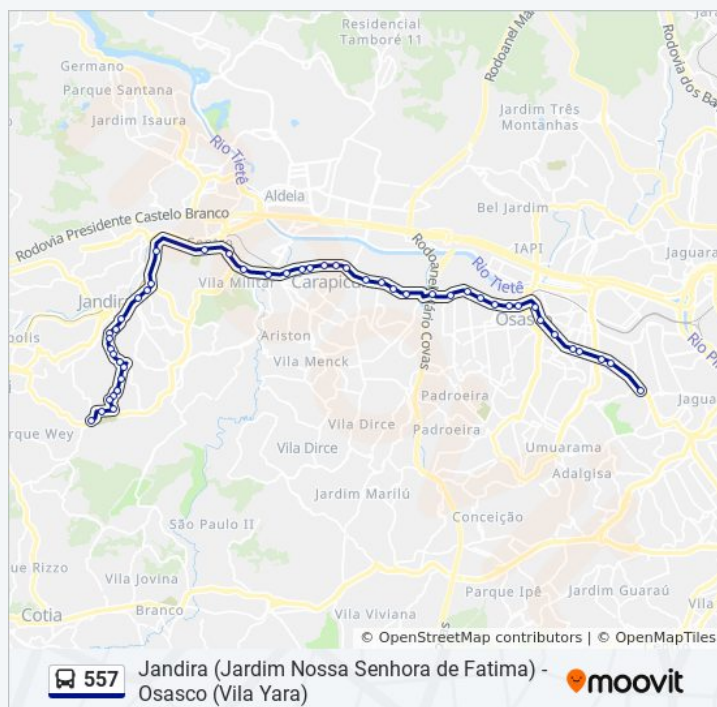 Residencial
Tamboré 11
Germano
Parque Santana
Jardim Isaura
Jardim Três
Montanhas
Rio Tietê
Aldeia
Rodovia Presidente Castelo Branco
Bel Jardim
IAPI
Rio Tietê
Vila Militar
Carapicu
Jandira
Osasco
Ariston
Vila Menck
Padroeira
Vila Dirce
Padroeira
Vila Dirce
Umuarama
Adalgisa
Jardim Marilú
Conceição
São Paulo II
Vila Jovina
Parque Ipê
Jardim Guaraú
Branco
Cotia
Vila Viviana
© OpenStreetMap contributors | © OpenMapTiles
557
Jandira (Jardim Nossa Senhora de Fatima) -
Osasco (Vila Yara)
moovit